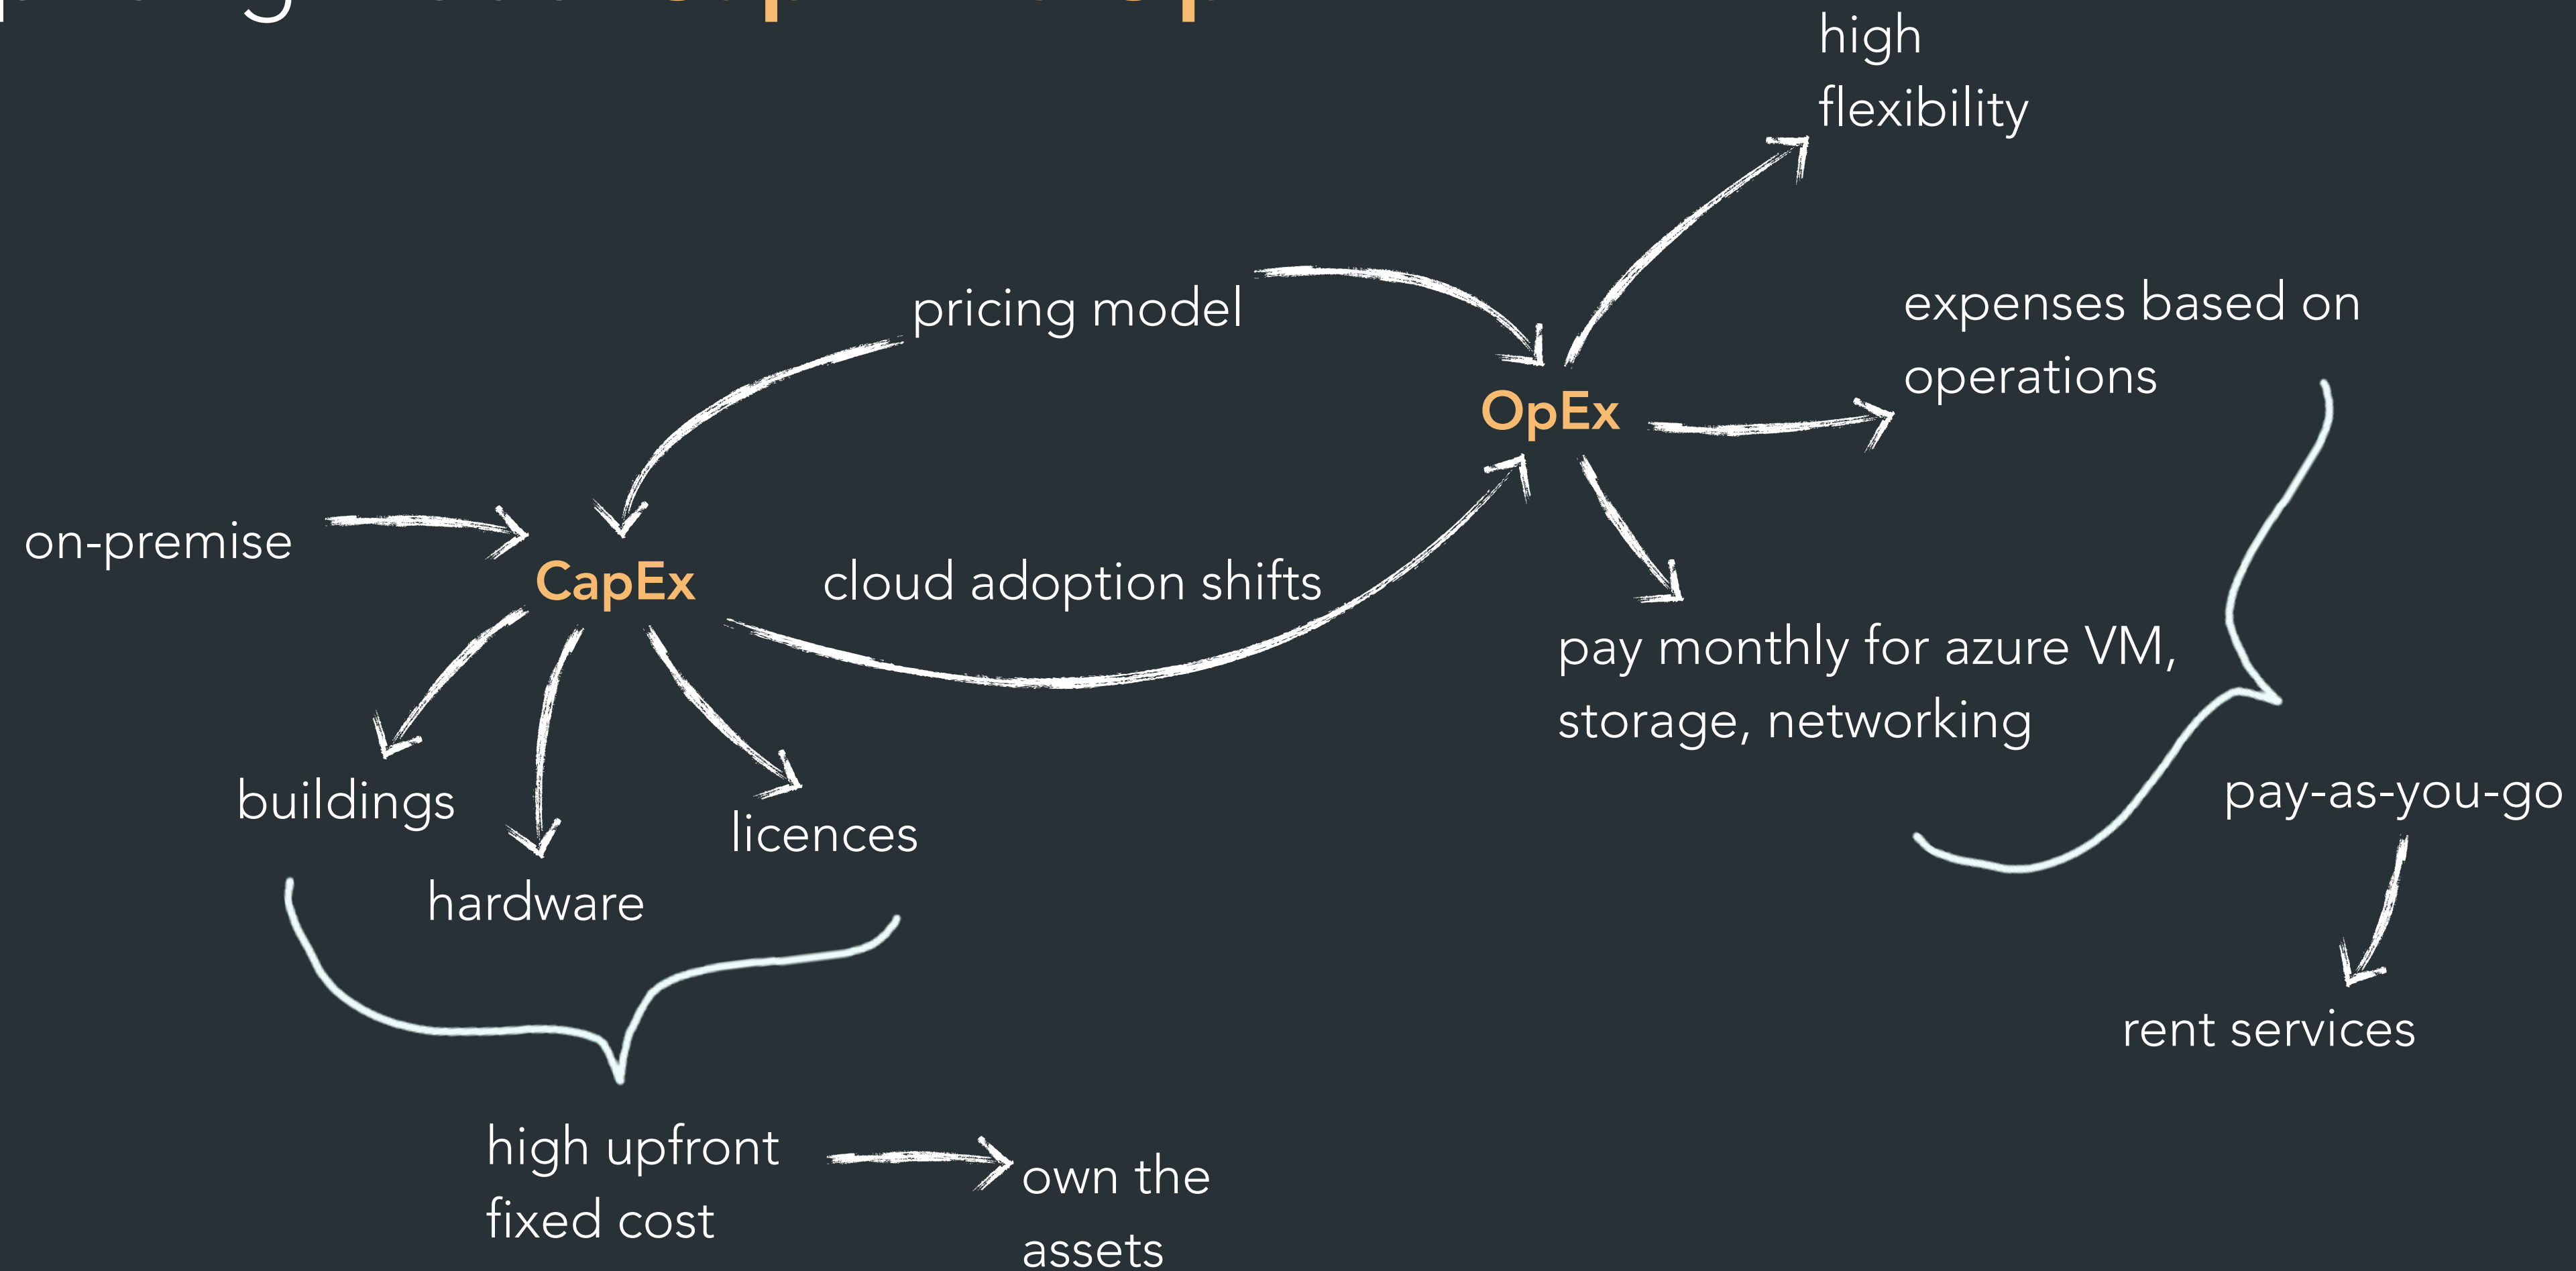 high
flexibility
pricing model
expenses based on
operations
OpEx
on-premise
CapEx
cloud adoption shifts
pay monthly for azure VM,
storage, networking
buildings
licences
hardware
pay-as-you-go
rent services
high upfront
fixed cost
own the
assets